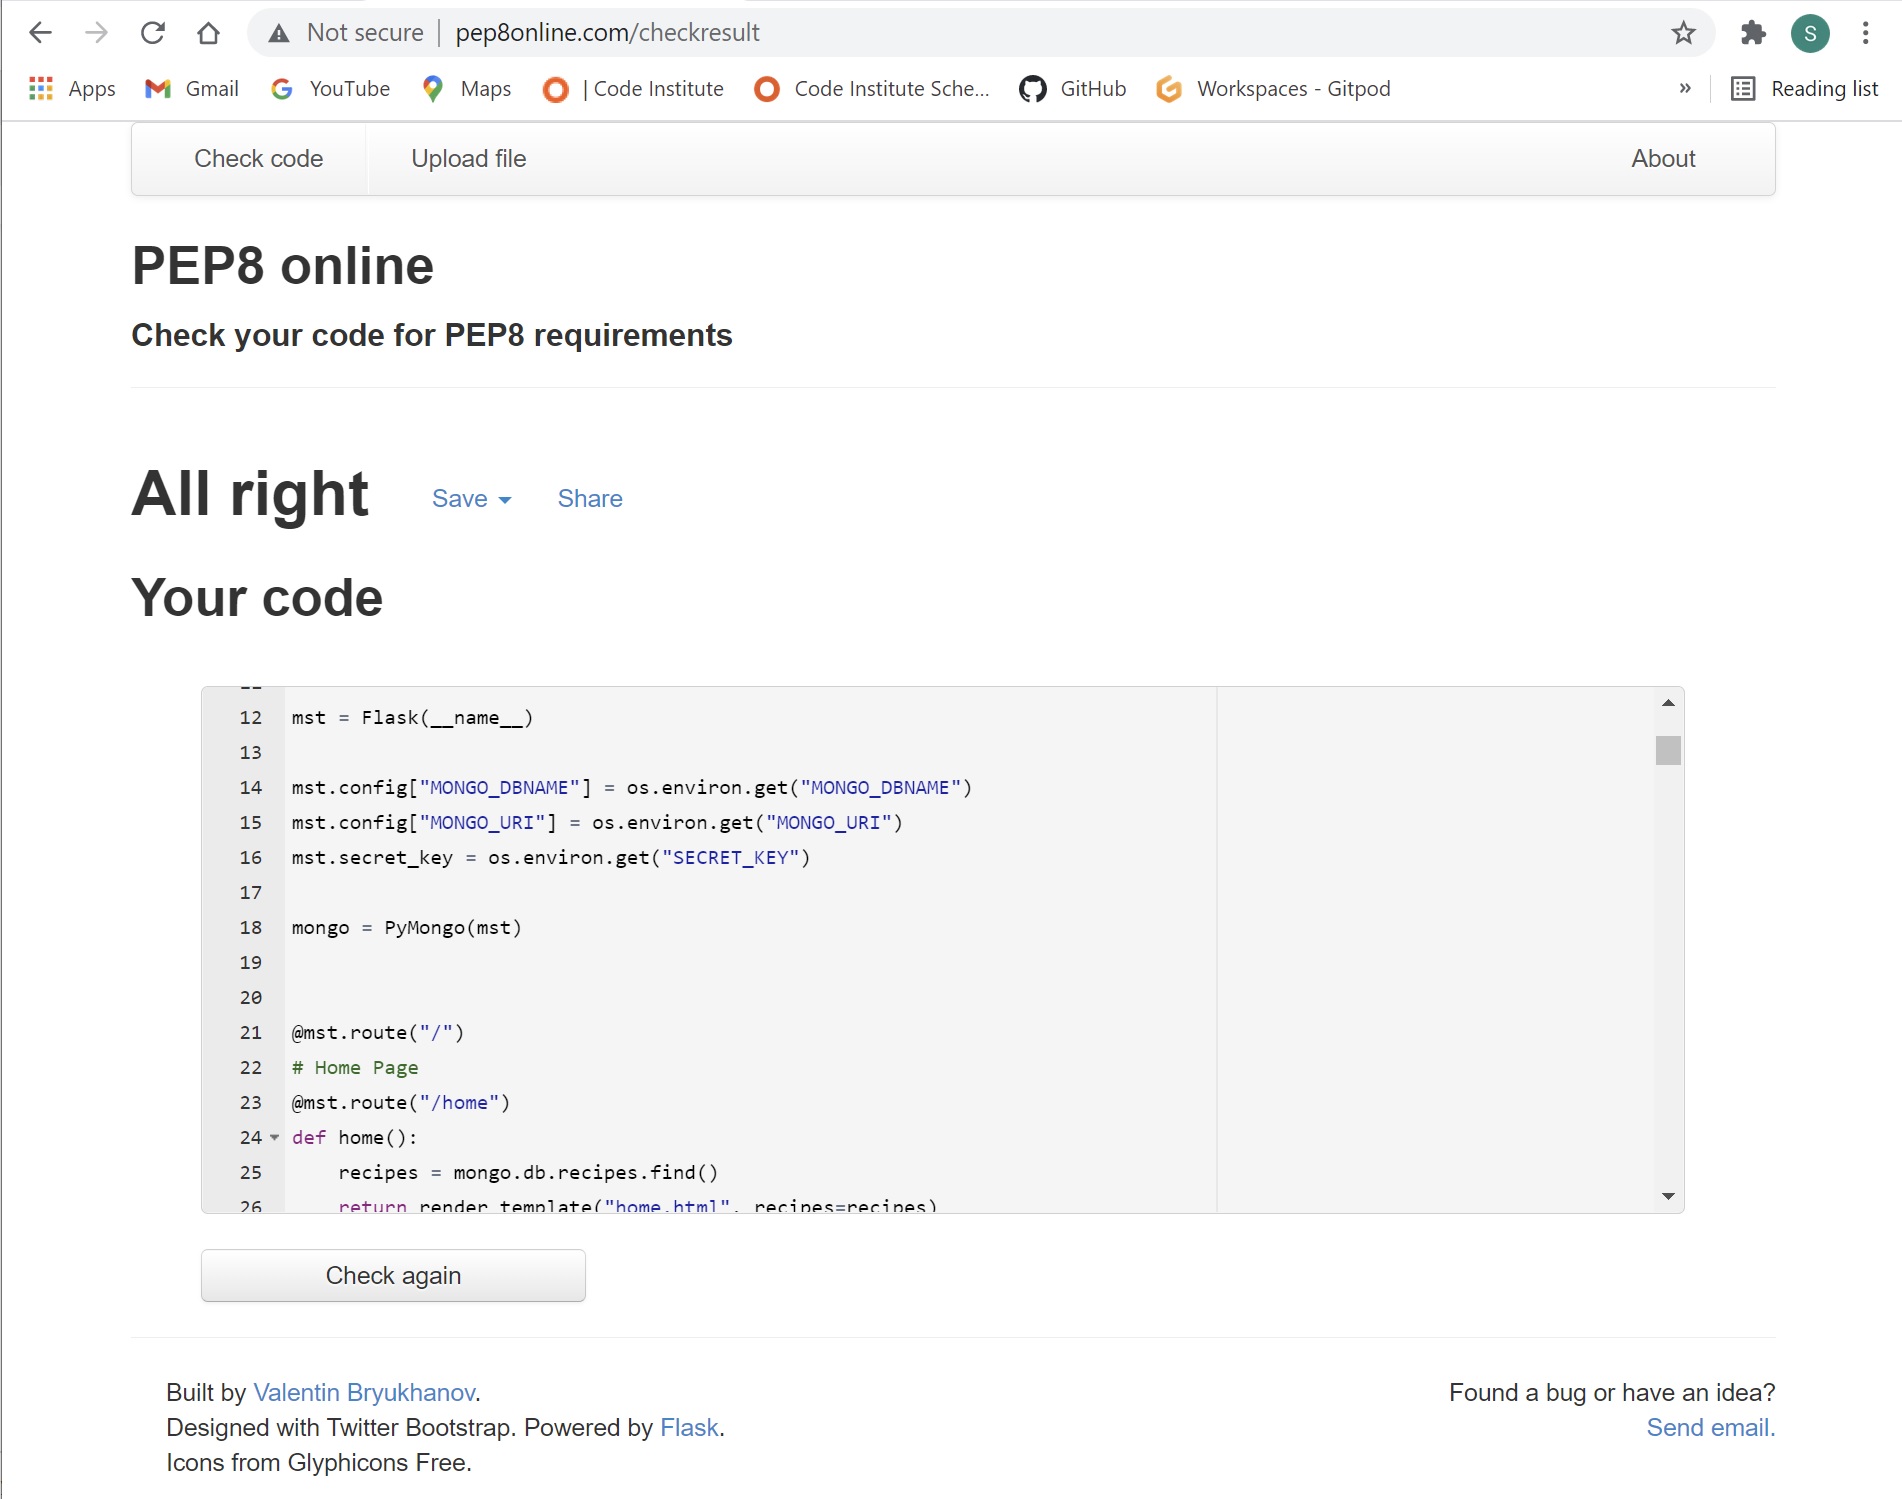 Not secure | pep8online.com/checkresult
S
Apps Gmail YouTube Maps | Code Institute Code Institute Sche... GitHub Workspaces - Gitpod » Reading list
Check code Upload file About
PEP8 online
Check your code for PEP8 requirements
All right Save Share
Your code
12 mst = Flask(__name__)
13
14 mst.config["MONGO_DBNAME"] = os.environ.get("MONGO_DBNAME")
15 mst.config["MONGO_URI"] = os.environ.get("MONGO_URI")
16 mst.secret_key = os.environ.get("SECRET_KEY")
17
18 mongo = PyMongo(mst)
19
20
21 @mst.route("/")
22 # Home Page
23 @mst.route("/home")
24 def home():
25     recipes = mongo.db.recipes.find()
26     return render_template("home.html", recipes=recipes)
Check again
Built by Valentin Bryukhanov.
Designed with Twitter Bootstrap. Powered by Flask.
Icons from Glyphicons Free.
Found a bug or have an idea?
Send email.